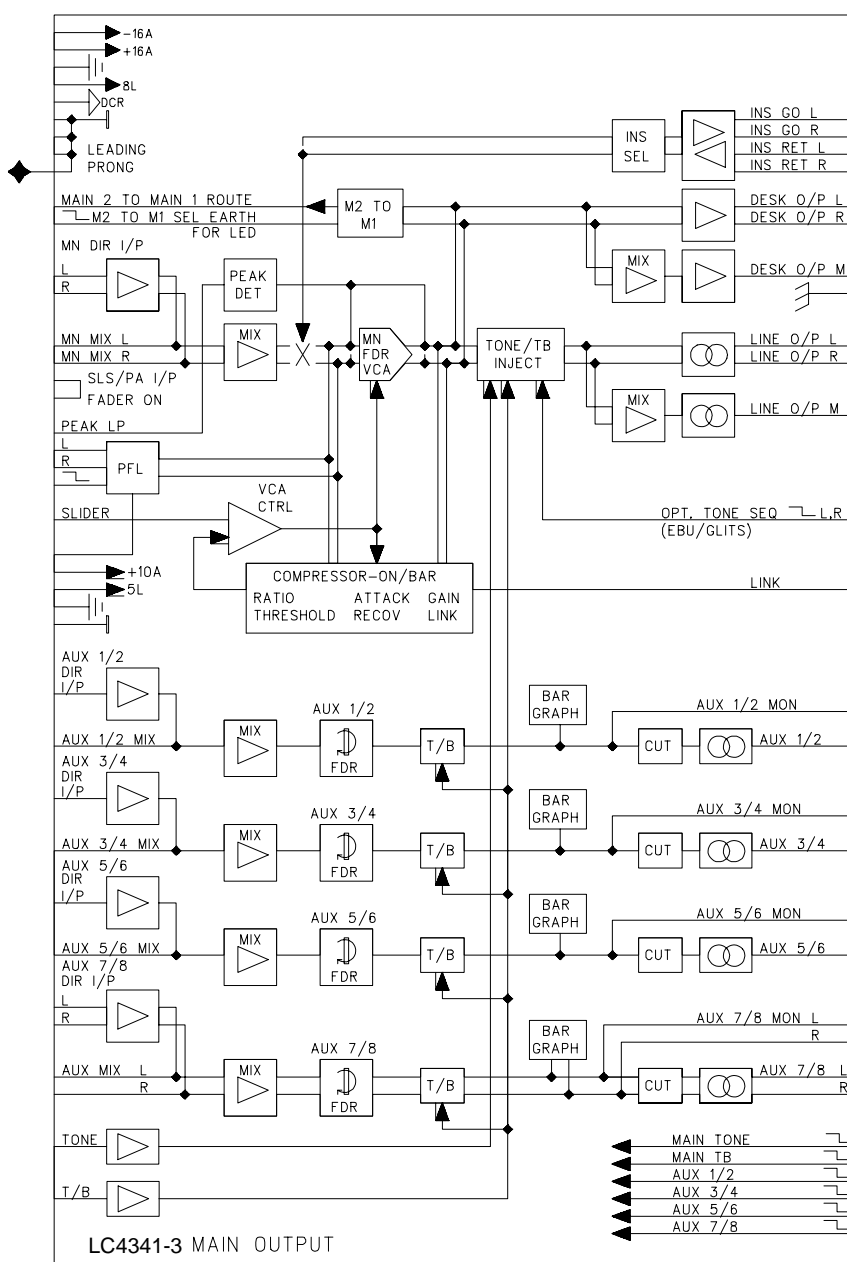 -16A
+16A
8L
DCR
LEADING
PRONG
INS
SEL
INS GO L
INS GO R
INS RET L
INS RET R
MAIN 2 TO MAIN 1 ROUTE
M2 TO M1 SEL EARTH
FOR LED
M2 TO
M1
DESK O/P L
DESK O/P R
MN DIR I/P
L
R
PEAK
DET
MIX
DESK O/P M
MN MIX L
MN MIX R
MIX
MN
FDR
VCA
TONE/TB
INJECT
LINE O/P L
LINE O/P R
SLS/PA I/P
FADER ON
MIX
LINE O/P M
PEAK LP
L
R
PFL
VCA
CTRL
SLIDER
OPT. TONE SEQ
L,R
(EBU/GLITS)
+10A
5L
COMPRESSOR-ON/BAR
RATIO ATTACK GAIN
THRESHOLD RECOV LINK
LINK
AUX 1/2
DIR
I/P
AUX 1/2 MIX
MIX
AUX 1/2
FDR
T/B
BAR
GRAPH
AUX 1/2 MON
CUT
AUX 1/2
AUX 3/4
DIR
I/P
AUX 3/4 MIX
MIX
AUX 3/4
FDR
T/B
BAR
GRAPH
AUX 3/4 MON
CUT
AUX 3/4
AUX 5/6
DIR
I/P
AUX 5/6 MIX
MIX
AUX 5/6
FDR
T/B
BAR
GRAPH
AUX 5/6 MON
CUT
AUX 5/6
AUX 7/8
DIR I/P
L
R
AUX MIX L
R
MIX
AUX 7/8
FDR
T/B
BAR
GRAPH
AUX 7/8 MON L
R
CUT
AUX 7/8 L
R
TONE
T/B
MAIN TONE
MAIN TB
AUX 1/2
AUX 3/4
AUX 5/6
AUX 7/8
LC4341-3 MAIN OUTPUT